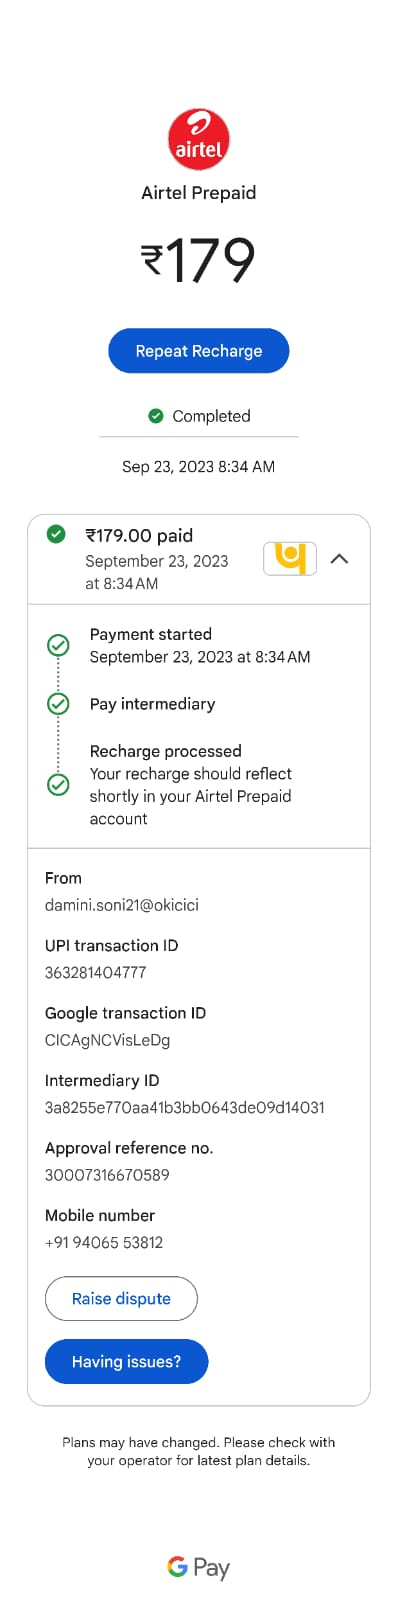 airtel
Airtel Prepaid
₹179
Repeat Recharge
Completed
Sep 23, 2023 8:34 AM
₹179.00 paid
September 23, 2023
at 8:34 AM
Payment started
September 23, 2023 at 8:34 AM
Pay intermediary
Recharge processed
Your recharge should reflect
shortly in your Airtel Prepaid
account
From
damini.soni21@okicici
UPI transaction ID
363281404777
Google transaction ID
CICAgNCVisLeDg
Intermediary ID
3a8255e770aa41b3bb0643de09d14031
Approval reference no.
30007316670589
Mobile number
+91 94065 53812
Raise dispute
Having issues?
Plans may have changed. Please check with
your operator for latest plan details.
G Pay